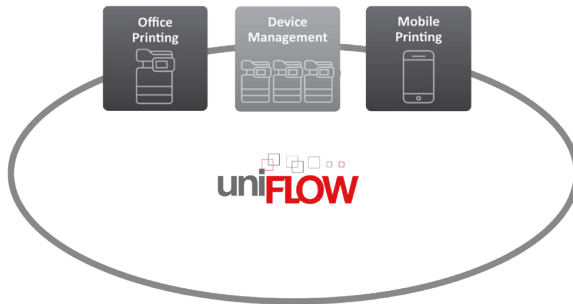 Office
Printing
Device
Management
Mobile
Printing
uniFLOW